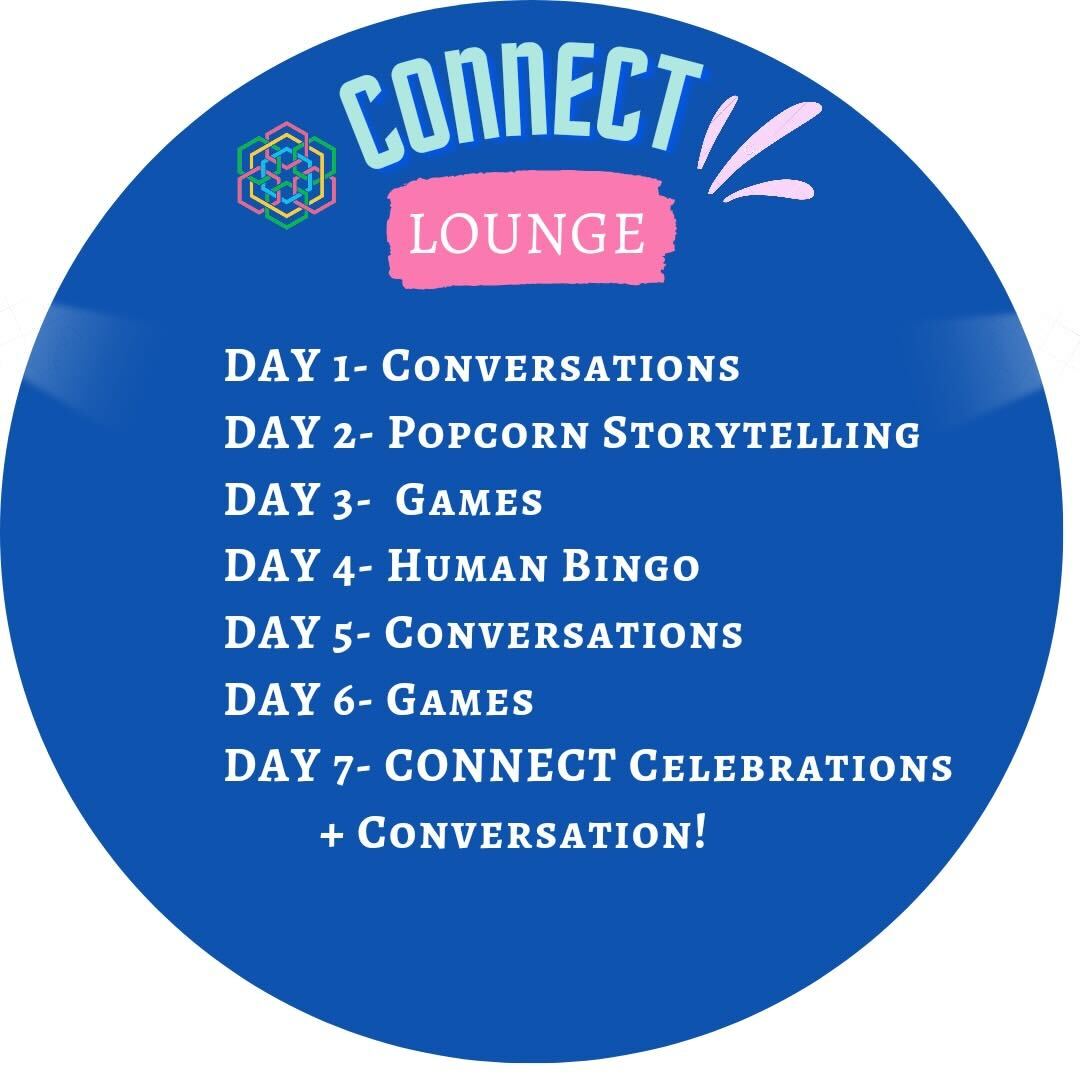 CONNECT
LOUNGE
DAY 1- Conversations
DAY 2- Popcorn Storytelling
DAY 3- Games
DAY 4- Human Bingo
DAY 5- Conversations
DAY 6- Games
DAY 7- CONNECT Celebrations
+ Conversation!